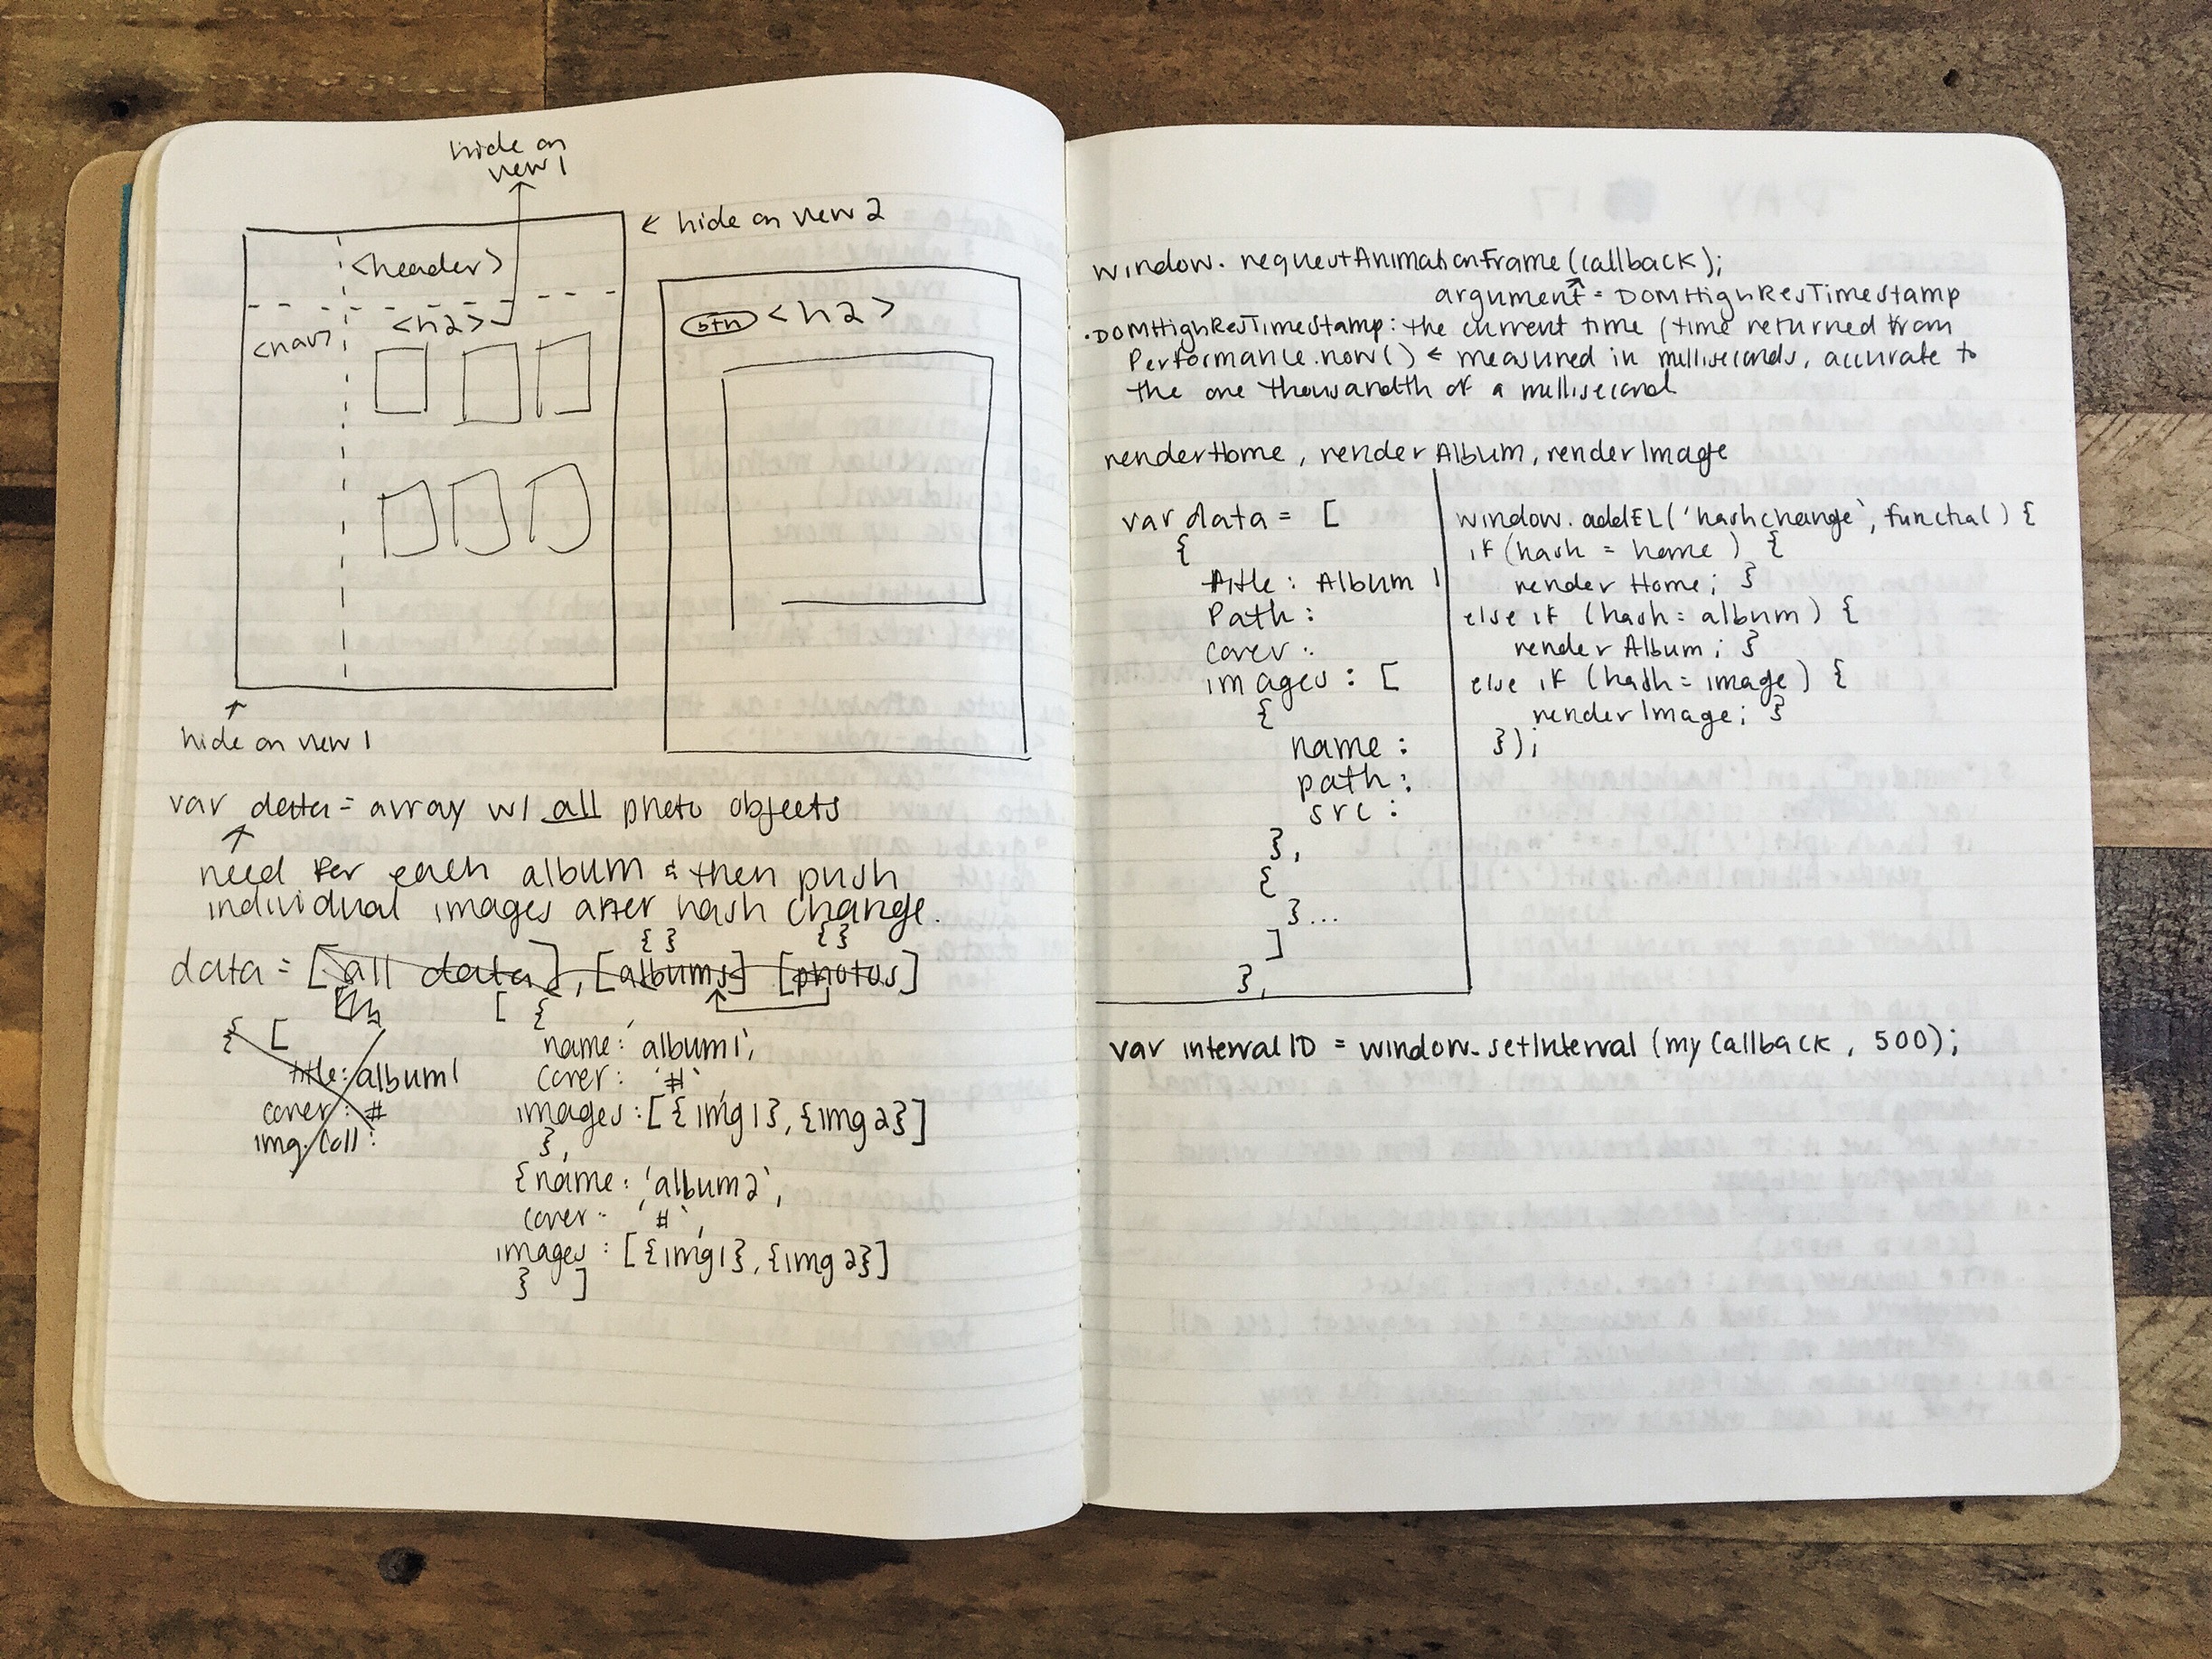 hide on
view 1
← hide on view 2
<header>
<h2>
<nav>
btn <h2>
hide on view 1
var data = array w/ all photo objects
need for each album & then push
individual images after hash change.
{ } { }
data = [all data], [albums] [photos]
{ [
title: album1
cover: #
img. coll:
[ {
name: 'album1',
cover: '#',
images: [{img1}, {img2}]
},
{name: 'album2',
cover: '#',
images: [{img1}, {img2}]
} ]
window.requestAnimationFrame(callback);
argument = DOMHighResTimestamp
·DOMHighResTimeStamp: the current time (time returned from
Performance.now() ← measured in milliseconds, accurate to
the one thousandth of a millisecond
renderHome, renderAlbum, renderImage
var data = [
{
title: Album 1
Path:
cover:
images: [
{
name:
path:
src:
},
{
}...
]
},
window.addEL('hashchange', function() {
if (hash = home) {
render Home; }
else if (hash = album) {
render Album; }
else if (hash = image) {
render Image; }
});
var intervalID = window.setInterval(myCallback, 500);